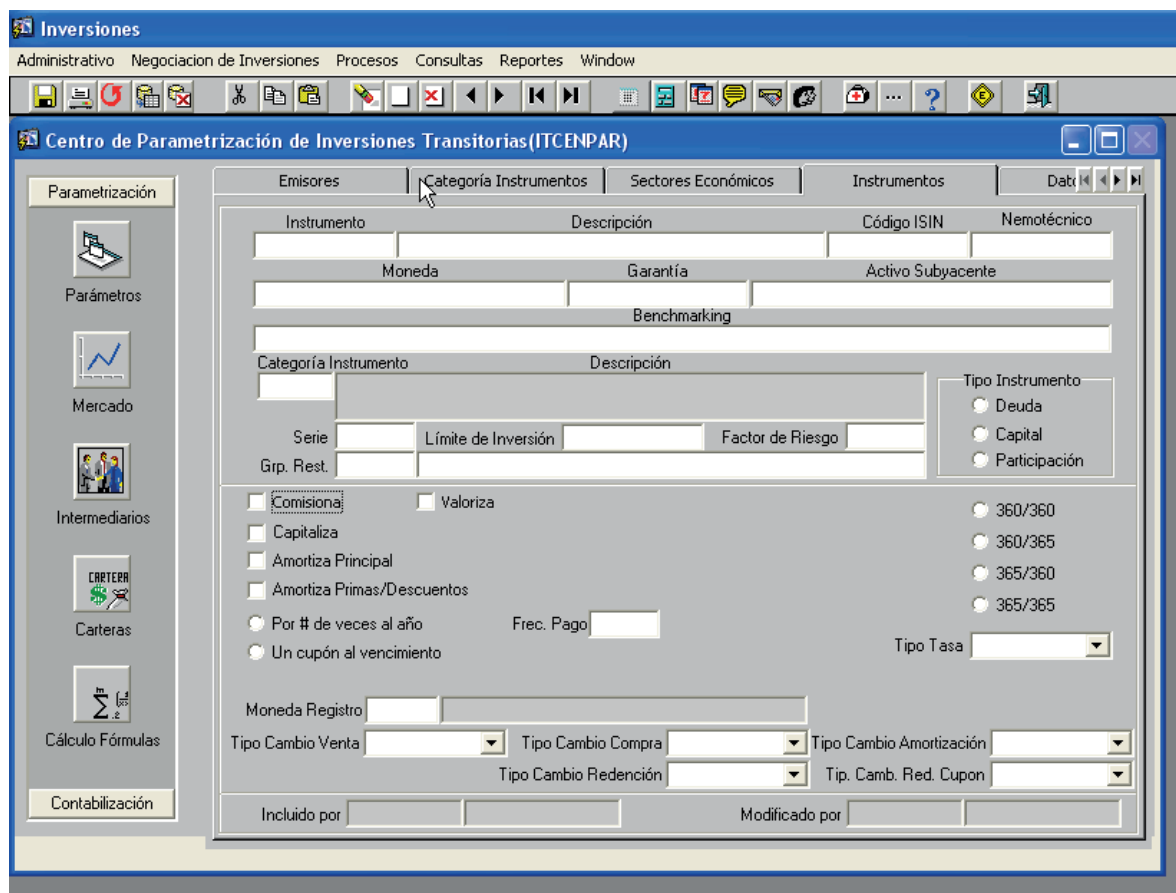 Inversiones
Administrativo Negociacion de Inversiones Procesos Consultas Reportes Window
Centro de Parametrización de Inversiones Transitorias(ITCENPAR)
Parametrización
Parámetros
Mercado
Intermediarios
CARTERA
Carteras
Cálculo Fórmulas
Contabilización
Emisores Categoría Instrumentos Sectores Económicos Instrumentos
Instrumento Descripción Código ISIN Nemotécnico
Moneda Garantía Activo Subyacente
Benchmarking
Categoría Instrumento Descripción
Tipo Instrumento
Deuda
Capital
Participación
Serie Límite de Inversión Factor de Riesgo
Grp. Rest.
Comisiona Valoriza
Capitaliza
Amortiza Principal
Amortiza Primas/Descuentos
360/360
360/365
365/360
365/365
Por # de veces al año Frec. Pago
Un cupón al vencimiento
Tipo Tasa
Moneda Registro
Tipo Cambio Venta Tipo Cambio Compra Tipo Cambio Amortización
Tipo Cambio Redención Tip. Camb. Red. Cupon
Incluido por Modificado por